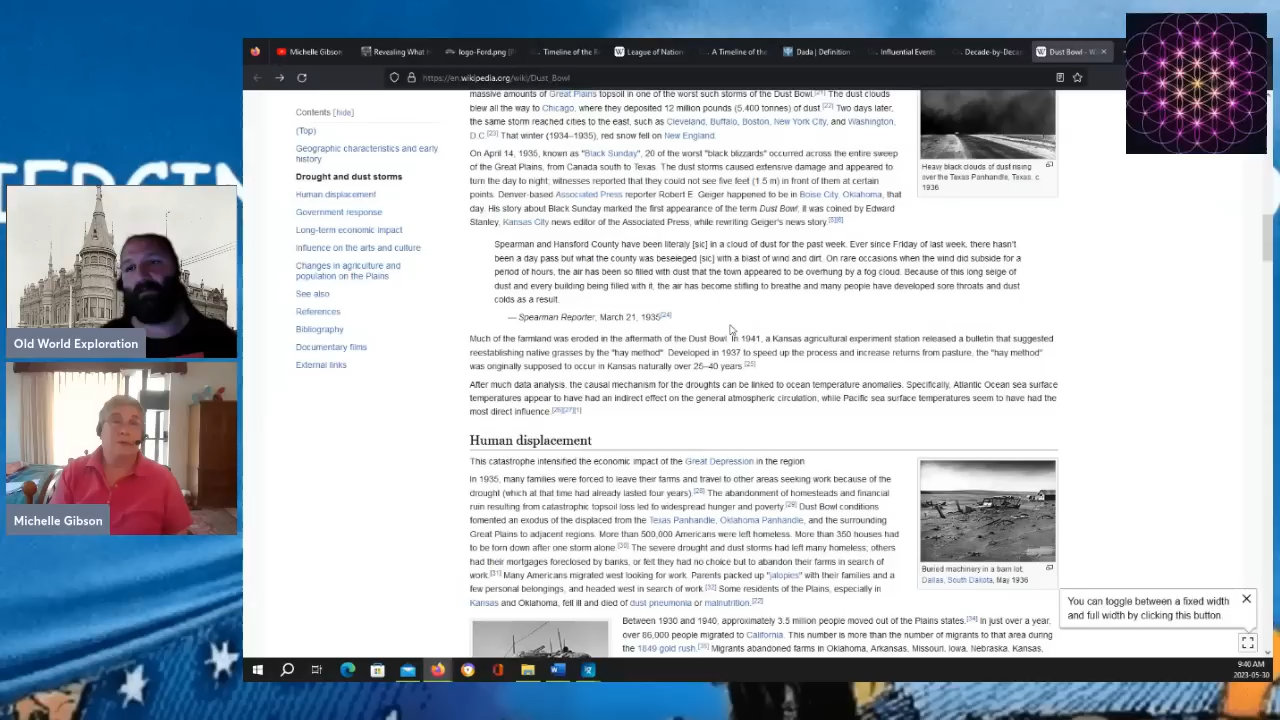 Michelle Gibson
Revealing What
logo-Ford.png
Timeline of the R
League of Nation
A Timeline of the
Dada | Definition
Influential Events
Decade-by-Deca
Dust Bowl - W
https://en.wikipedia.org/wiki/Dust_Bowl
Contents [hide]
(Top)
Geographic characteristics and early
history
Drought and dust storms
Human displacement
Government response
Long-term economic impact
Influence on the arts and culture
Changes in agriculture and
population on the Plains
See also
References
Bibliography
Documentary films
External links
massive amounts of Great Plains topsoil in one of the worst such storms of the Dust Bowl.[21] The dust clouds
blew all the way to Chicago, where they deposited 12 million pounds (5,400 tonnes) of dust.[22] Two days later,
the same storm reached cities to the east, such as Cleveland, Buffalo, Boston, New York City, and Washington,
D.C.[23] That winter (1934–1935), red snow fell on New England.
On April 14, 1935, known as "Black Sunday", 20 of the worst "black blizzards" occurred across the entire sweep
of the Great Plains, from Canada south to Texas. The dust storms caused extensive damage and appeared to
turn the day to night; witnesses reported that they could not see five feet (1.5 m) in front of them at certain
points. Denver-based Associated Press reporter Robert E. Geiger happened to be in Boise City, Oklahoma, that
day. His story about Black Sunday marked the first appearance of the term Dust Bowl; it was coined by Edward
Stanley, Kansas City news editor of the Associated Press, while rewriting Geiger's news story.[5][6]
Spearman and Hansford County have been literaly [sic] in a cloud of dust for the past week. Ever since Friday of last week, there hasn't
been a day pass but what the county was beseieged [sic] with a blast of wind and dirt. On rare occasions when the wind did subside for a
period of hours, the air has been so filled with dust that the town appeared to be overhung by a fog cloud. Because of this long seige of
dust and every building being filled with it, the air has become stifling to breathe and many people have developed sore throats and dust
colds as a result.
— Spearman Reporter, March 21, 1935[24]
Much of the farmland was eroded in the aftermath of the Dust Bowl. In 1941, a Kansas agricultural experiment station released a bulletin that suggested
reestablishing native grasses by the "hay method". Developed in 1937 to speed up the process and increase returns from pasture, the "hay method"
was originally supposed to occur in Kansas naturally over 25–40 years.[25]
After much data analysis, the causal mechanism for the droughts can be linked to ocean temperature anomalies. Specifically, Atlantic Ocean sea surface
temperatures appear to have had an indirect effect on the general atmospheric circulation, while Pacific sea surface temperatures seem to have had the
most direct influence.[26][27][1]
Heavy black clouds of dust rising
over the Texas Panhandle, Texas, c.
1936
Human displacement
This catastrophe intensified the economic impact of the Great Depression in the region
In 1935, many families were forced to leave their farms and travel to other areas seeking work because of the
drought (which at that time had already lasted four years).[28] The abandonment of homesteads and financial
ruin resulting from catastrophic topsoil loss led to widespread hunger and poverty.[29] Dust Bowl conditions
fomented an exodus of the displaced from the Texas Panhandle, Oklahoma Panhandle, and the surrounding
Great Plains to adjacent regions. More than 500,000 Americans were left homeless. More than 350 houses had
to be torn down after one storm alone.[30] The severe drought and dust storms had left many homeless; others
had their mortgages foreclosed by banks, or felt they had no choice but to abandon their farms in search of
work.[31] Many Americans migrated west looking for work. Parents packed up "jalopies" with their families and a
few personal belongings, and headed west in search of work.[32] Some residents of the Plains, especially in
Kansas and Oklahoma, fell ill and died of dust pneumonia or malnutrition.[22]
Between 1930 and 1940, approximately 3.5 million people moved out of the Plains states.[34] In just over a year,
over 86,000 people migrated to California. This number is more than the number of migrants to that area during
the 1849 gold rush.[35] Migrants abandoned farms in Oklahoma, Arkansas, Missouri, Iowa, Nebraska, Kansas,
Buried machinery in a barn lot;
Dallas, South Dakota, May 1936
You can toggle between a fixed width
and full width by clicking this button.
Old World Exploration
Michelle Gibson
9:40 AM
2023-05-30